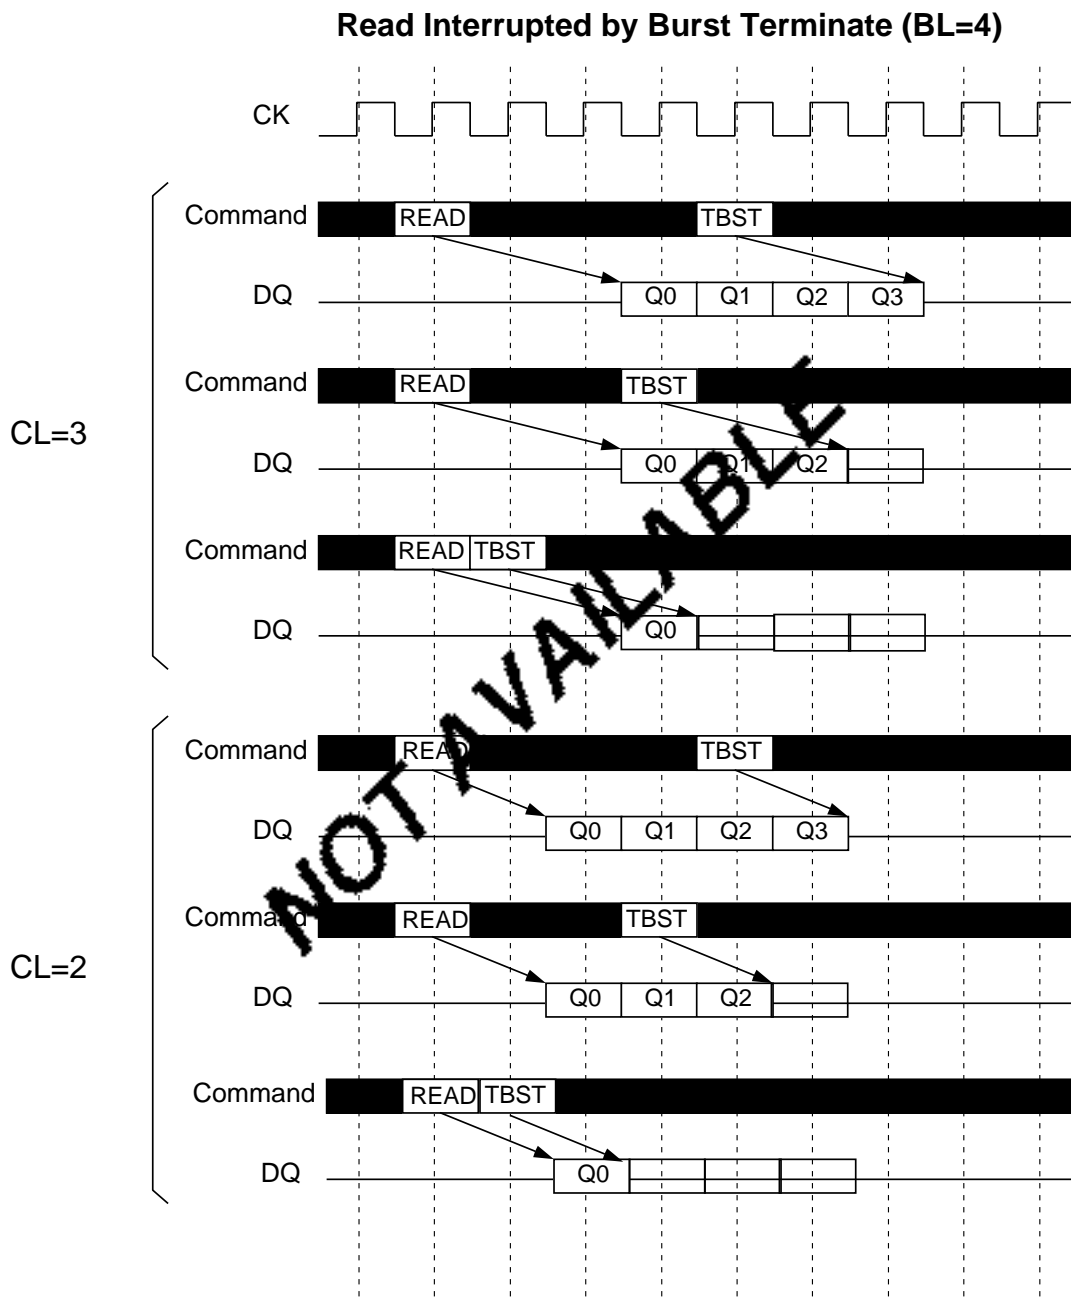 Read Interrupted by Burst Terminate (BL=4)
CK
Command READ TBST
DQ Q0 Q1 Q2 Q3
CL=3
Command READ TBST
DQ Q0 Q1 Q2
Command READ TBST
DQ Q0
NOT AVAILABLE
Command READ TBST
DQ Q0 Q1 Q2 Q3
CL=2
Command READ TBST
DQ Q0 Q1 Q2
Command READ TBST
DQ Q0